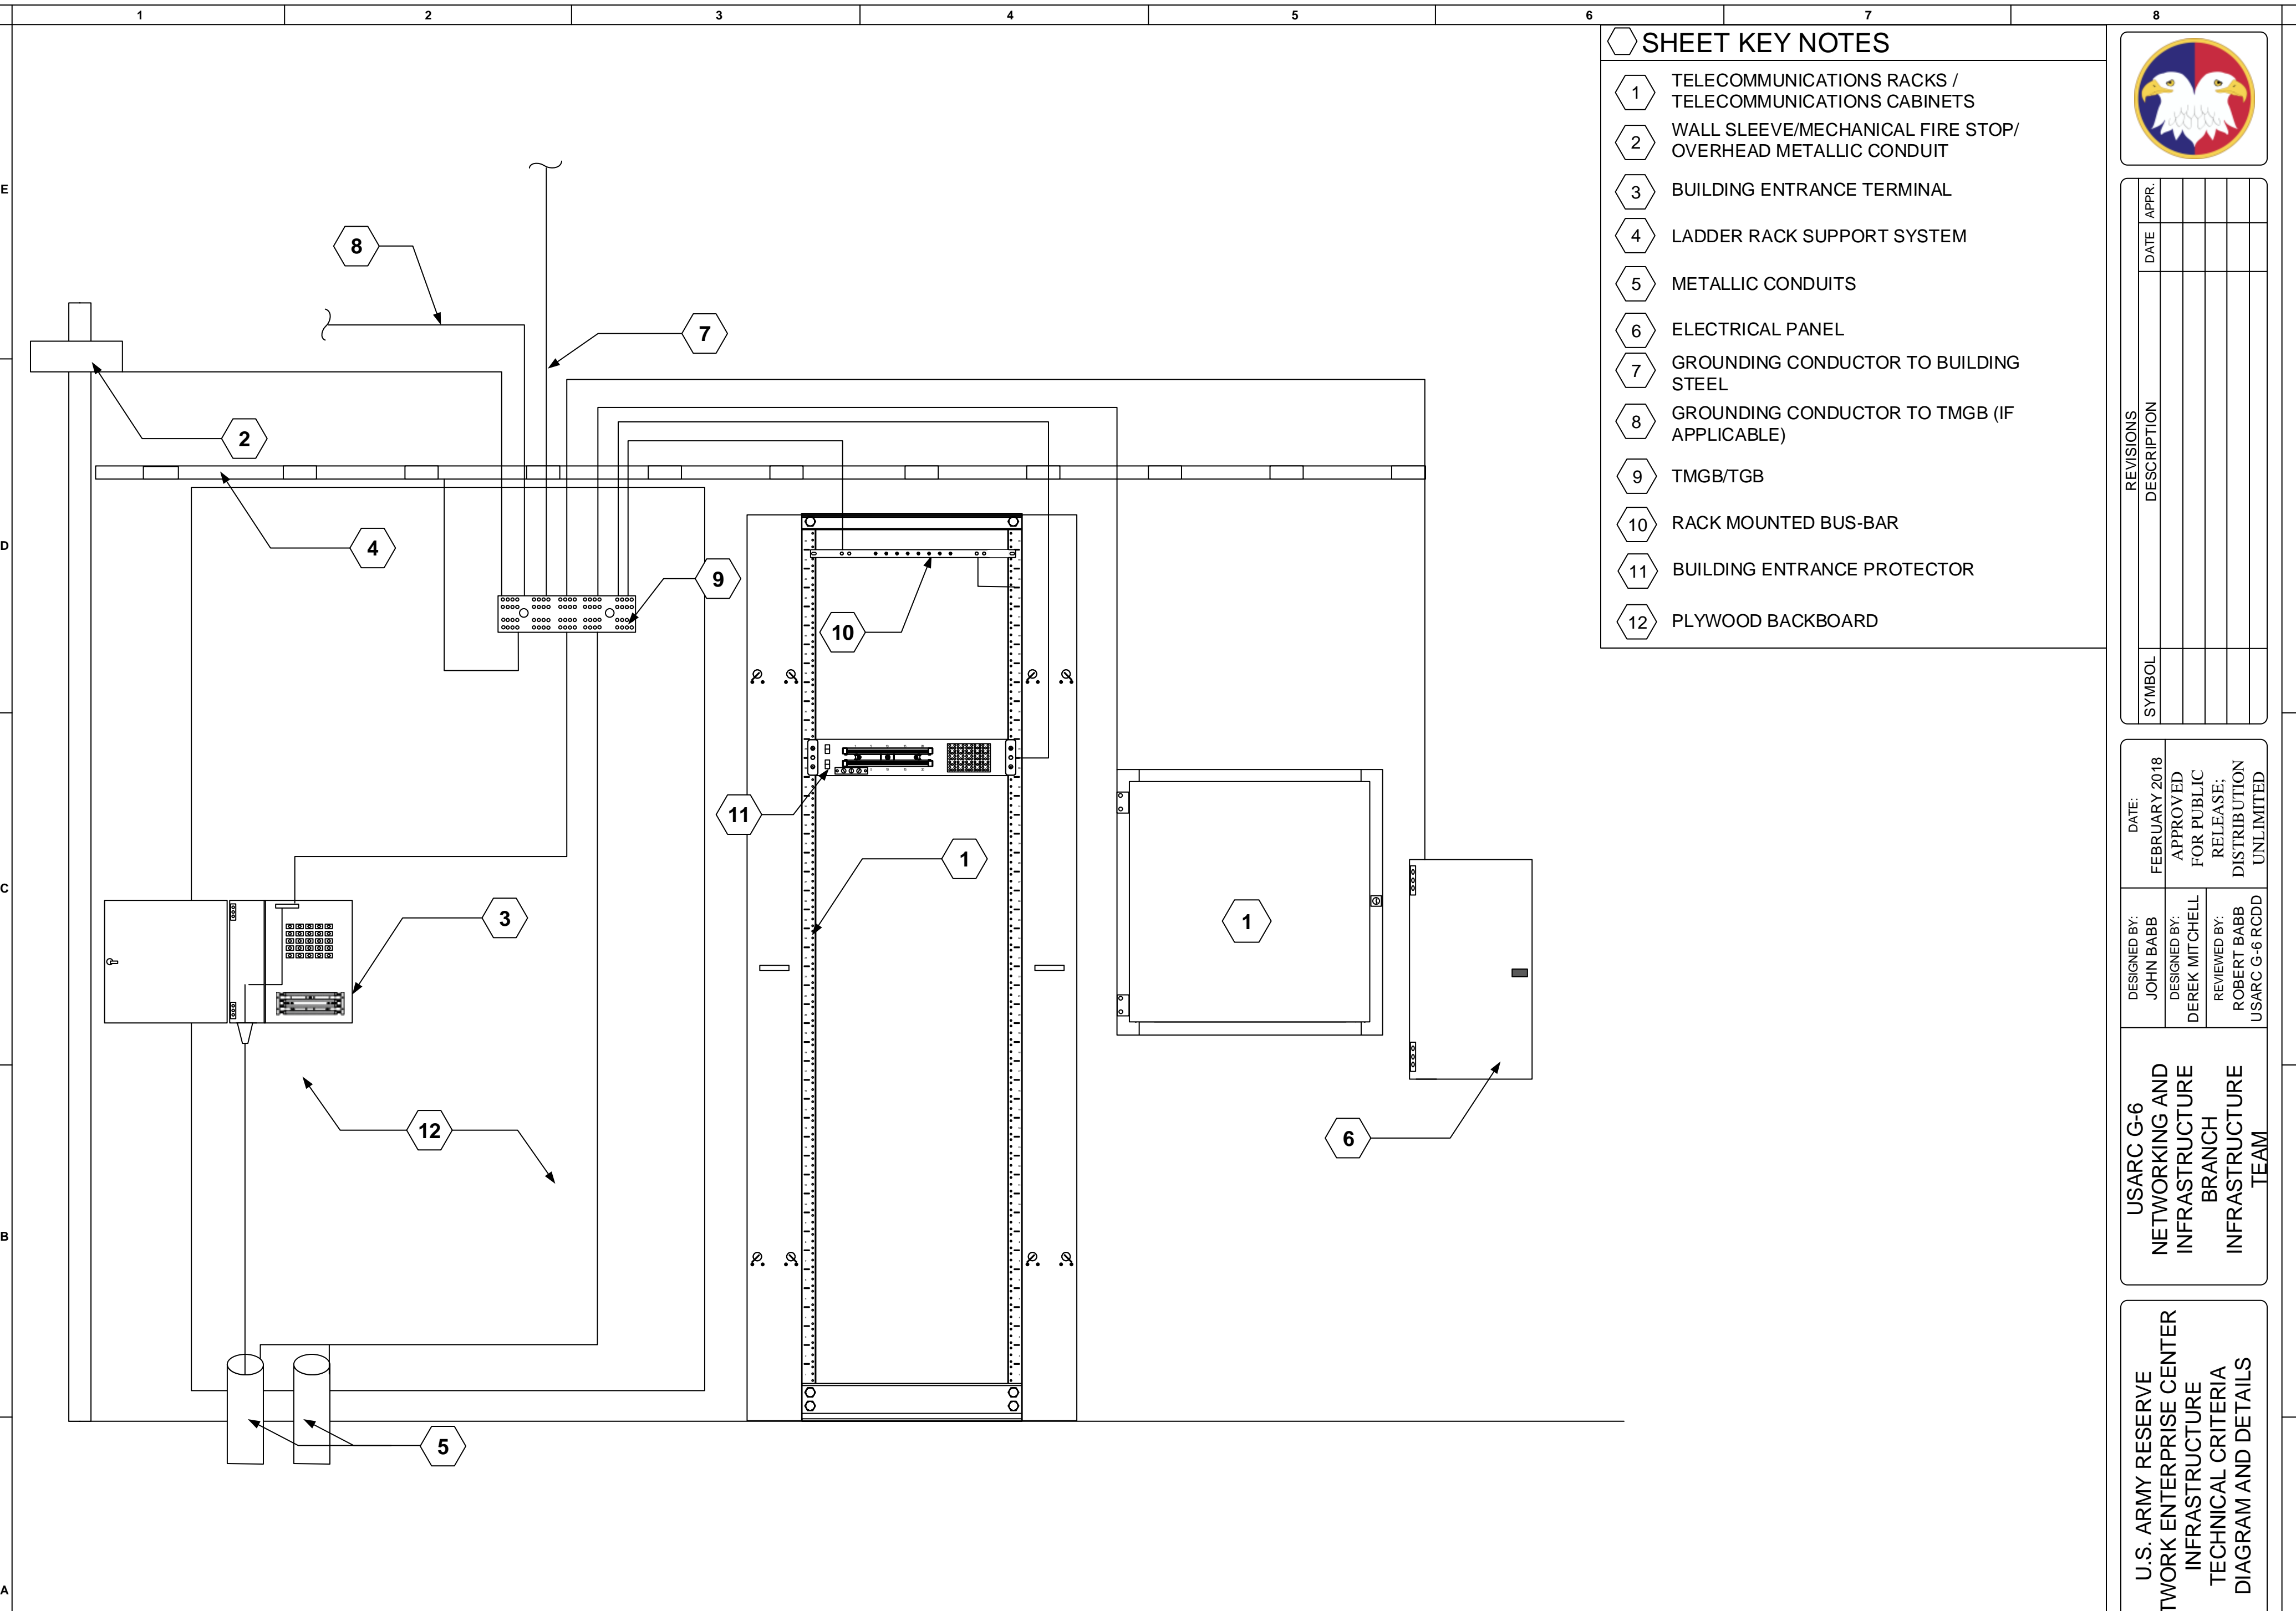 1 2 3 4 5 6 7 8
E
D
C
B
A
SHEET KEY NOTES
1 TELECOMMUNICATIONS RACKS /
TELECOMMUNICATIONS CABINETS
2 WALL SLEEVE/MECHANICAL FIRE STOP/
OVERHEAD METALLIC CONDUIT
3 BUILDING ENTRANCE TERMINAL
4 LADDER RACK SUPPORT SYSTEM
5 METALLIC CONDUITS
6 ELECTRICAL PANEL
7 GROUNDING CONDUCTOR TO BUILDING
STEEL
8 GROUNDING CONDUCTOR TO TMGB (IF
APPLICABLE)
9 TMGB/TGB
10 RACK MOUNTED BUS-BAR
11 BUILDING ENTRANCE PROTECTOR
12 PLYWOOD BACKBOARD
8
7
2
4
9
10
11
1
3
1
12
6
5
REVISIONS
SYMBOL DESCRIPTION DATE APPR.
DATE:
FEBRUARY 2018
APPROVED
FOR PUBLIC
RELEASE;
DISTRIBUTION
UNLIMITED
DESIGNED BY:
JOHN BABB
DESIGNED BY:
DEREK MITCHELL
REVIEWED BY:
ROBERT BABB
USARC G-6 RCDD
USARC G-6
NETWORKING AND
INFRASTRUCTURE
BRANCH
INFRASTRUCTURE
TEAM
U.S. ARMY RESERVE
TWORK ENTERPRISE CENTER
INFRASTRUCTURE
TECHNICAL CRITERIA
DIAGRAM AND DETAILS